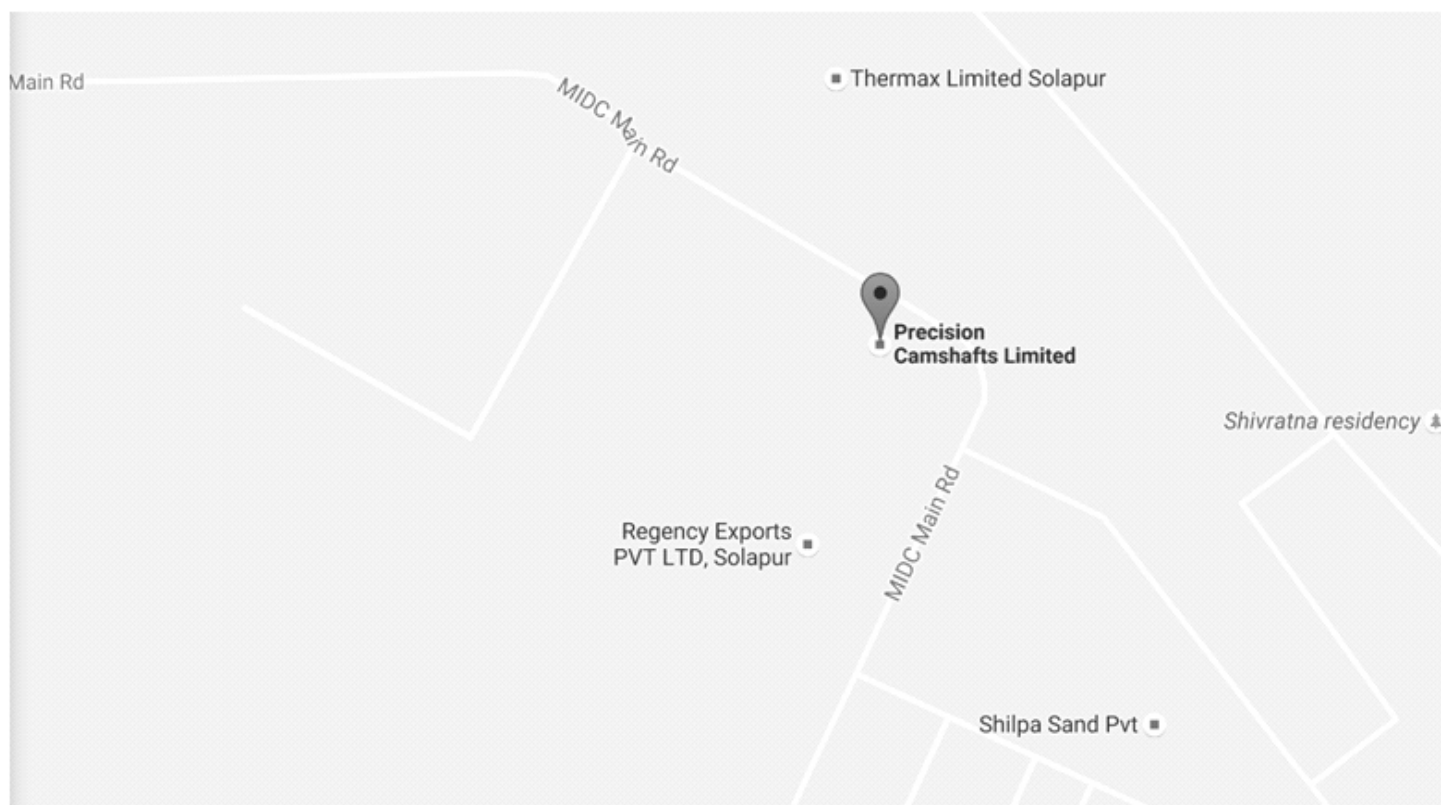 Main Rd
Thermax Limited Solapur
MIDC Main Rd
Precision
Camshafts Limited
Shivratna residency
MIDC Main Rd
Regency Exports
PVT LTD, Solapur
Shilpa Sand Pvt